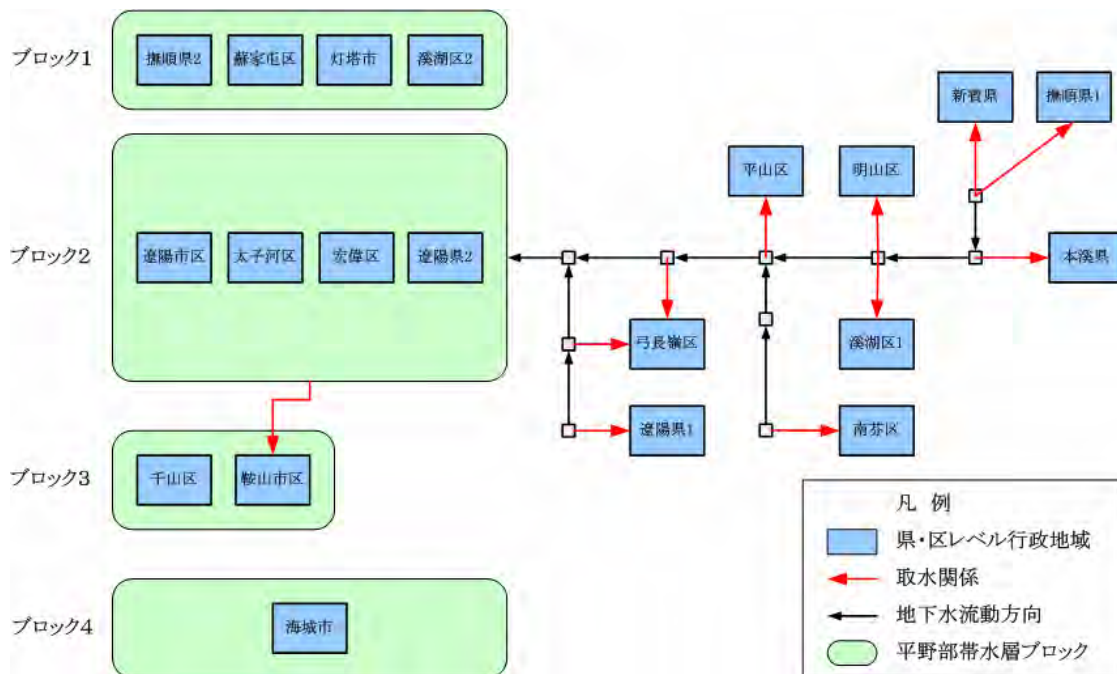 ブロック1
撫順県2
蘇家屯区
灯塔市
溪湖区2
新賓県
撫順県1
平山区
明山区
ブロック2
遼陽市区
太子河区
宏偉区
遼陽県2
本溪県
弓長嶺区
溪湖区1
遼陽県1
南芬区
ブロック3
千山区
鞍山市区
凡 例
県・区レベル行政地域
取水関係
地下水流動方向
平野部帯水層ブロック
ブロック4
海城市